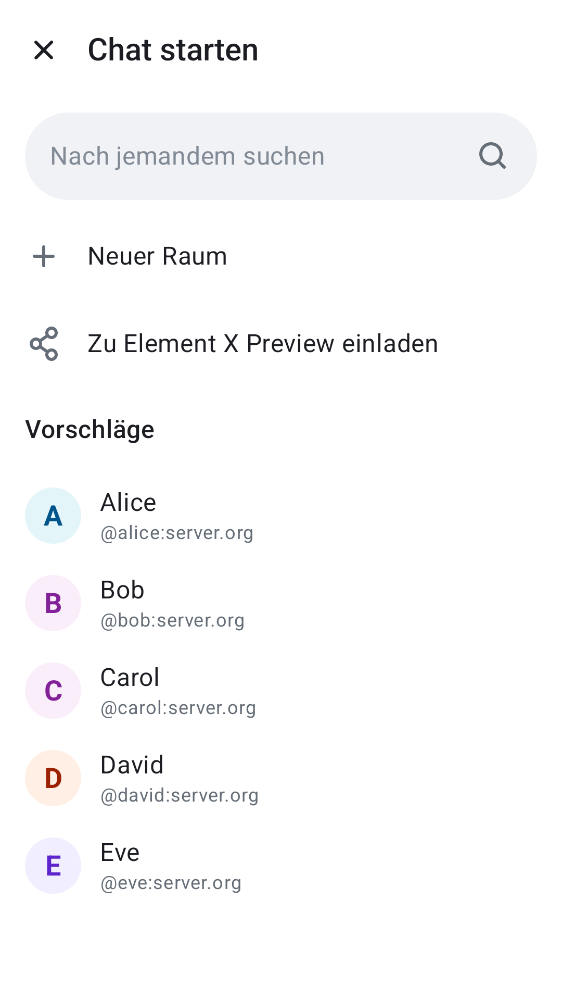 Chat starten
Nach jemandem suchen
Neuer Raum
Zu Element X Preview einladen
Vorschläge
A
Alice
@alice:server.org
B
Bob
@bob:server.org
C
Carol
@carol:server.org
D
David
@david:server.org
E
Eve
@eve:server.org